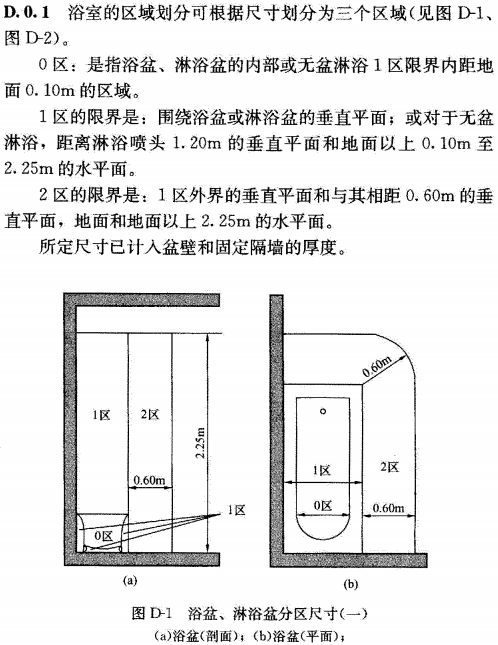 D.0.1 浴室的区域划分可根据尺寸划分为三个区域(见图 D-1、
图 D-2)。
0 区：是指浴盆、淋浴盆的内部或无盆淋浴 1 区限界内距地
面 0.10m 的区域。
1 区的限界是：围绕浴盆或淋浴盆的垂直平面；或对于无盆
淋浴，距离淋浴喷头 1.20m 的垂直平面和地面以上 0.10m 至
2.25m 的水平面。
2 区的限界是：1 区外界的垂直平面和与其相距 0.60m 的垂
直平面，地面和地面以上 2.25m 的水平面。
所定尺寸已计入盆壁和固定隔墙的厚度。
1区
2区
2.25m
0.60m
1区
0区
(a)
0.60m
1区
2区
0区
0.60m
(b)
图 D-1 浴盆、淋浴盆分区尺寸(一)
(a)浴盆(剖面)；(b)浴盆(平面)；